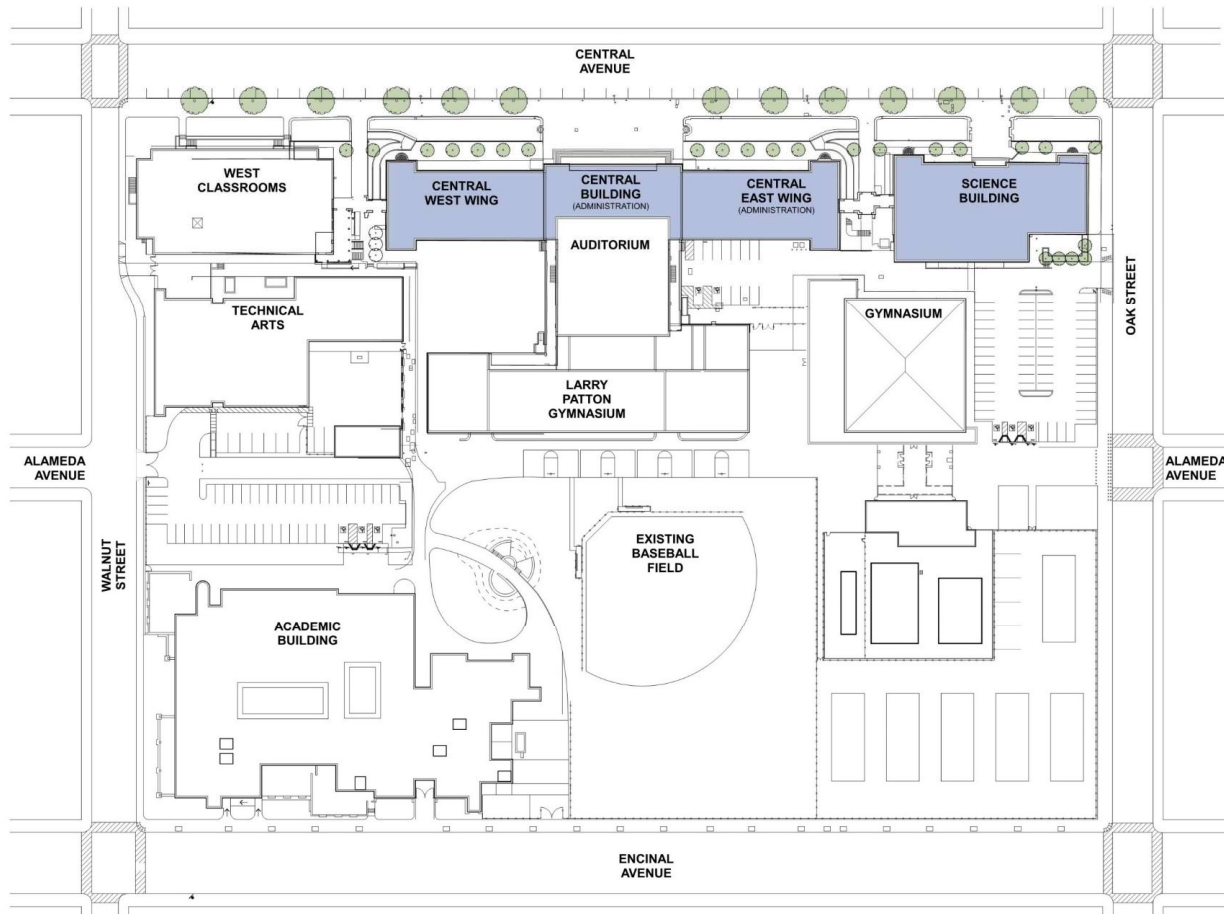 CENTRAL
AVENUE
WEST
CLASSROOMS
CENTRAL
WEST WING
CENTRAL
BUILDING
(ADMINISTRATION)
CENTRAL
EAST WING
(ADMINISTRATION)
SCIENCE
BUILDING
AUDITORIUM
TECHNICAL
ARTS
GYMNASIUM
OAK STREET
LARRY
PATTON
GYMNASIUM
ALAMEDA
AVENUE
ALAMEDA
AVENUE
WALNUT
STREET
EXISTING
BASEBALL
FIELD
ACADEMIC
BUILDING
ENCINAL
AVENUE